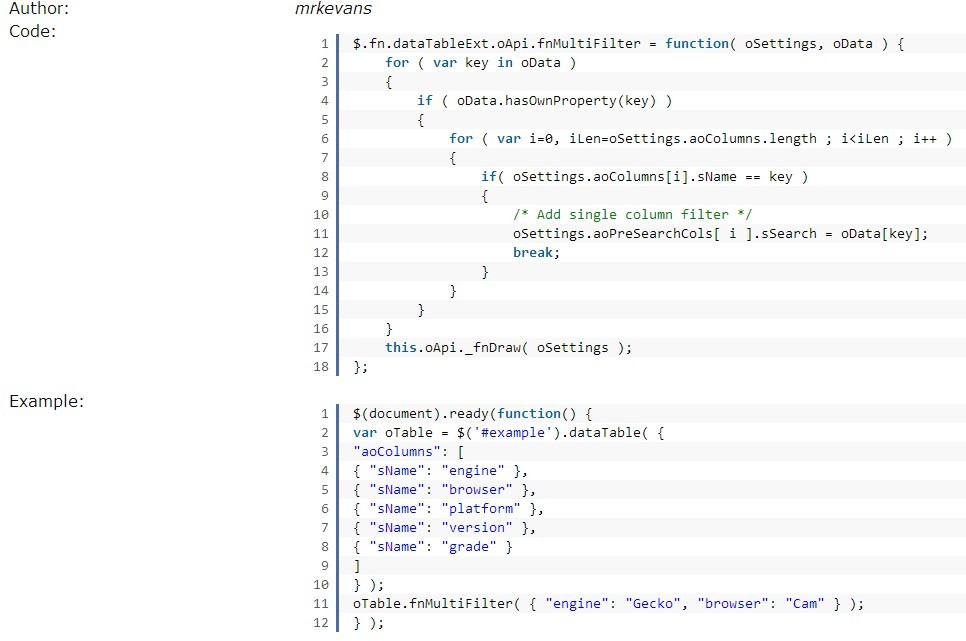 Author: mrkevans
Code:
1 $.fn.dataTableExt.oApi.fnMultiFilter = function( oSettings, oData ) {
2     for ( var key in oData )
3     {
4         if ( oData.hasOwnProperty(key) )
5         {
6             for ( var i=0, iLen=oSettings.aoColumns.length ; i<iLen ; i++ )
7             {
8                 if( oSettings.aoColumns[i].sName == key )
9                 {
10                     /* Add single column filter */
11                     oSettings.aoPreSearchCols[ i ].sSearch = oData[key];
12                     break;
13                 }
14             }
15         }
16     }
17     this.oApi._fnDraw( oSettings );
18 };
Example:
1 $(document).ready(function() {
2 var oTable = $('#example').dataTable( {
3 "aoColumns": [
4 { "sName": "engine" },
5 { "sName": "browser" },
6 { "sName": "platform" },
7 { "sName": "version" },
8 { "sName": "grade" }
9 ]
10 } );
11 oTable.fnMultiFilter( { "engine": "Gecko", "browser": "Cam" } );
12 } );